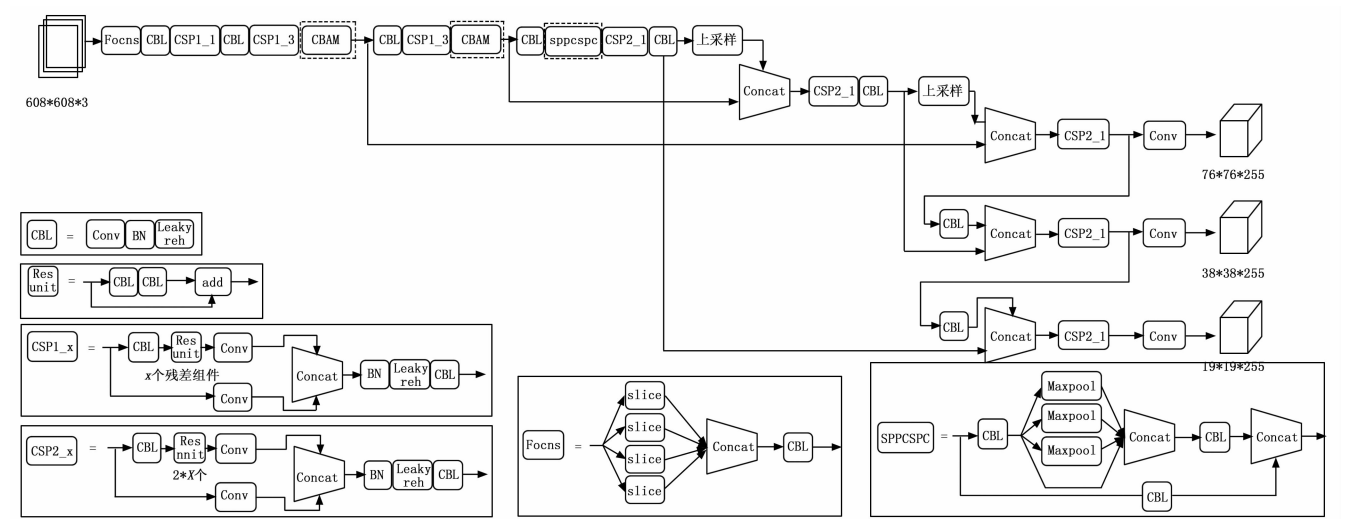 Focns CBL CSP1_1 CBL CSP1_3 CBAM CBL CSP1_3 CBAM CBL sppcspc CSP2_1 CBL 上采样
608*608*3
Concat CSP2_1 CBL 上采样
Concat CSP2_1 Conv
76*76*255
CBL Concat CSP2_1 Conv
38*38*255
CBL Concat CSP2_1 Conv
19*19*255
CBL = Conv BN Leaky
reh
Res
unit = CBL CBL add
CSP1_x = CBL Res
unit Conv
x个残差组件
Conv
Concat BN Leaky
reh CBL
CSP2_x = CBL Res
nnit Conv
2*X个
Conv
Concat BN Leaky
reh CBL
Focns =
slice
slice
slice
slice
Concat CBL
SPPCSPC = CBL
Maxpool
Maxpool
Maxpool
Concat CBL Concat
CBL